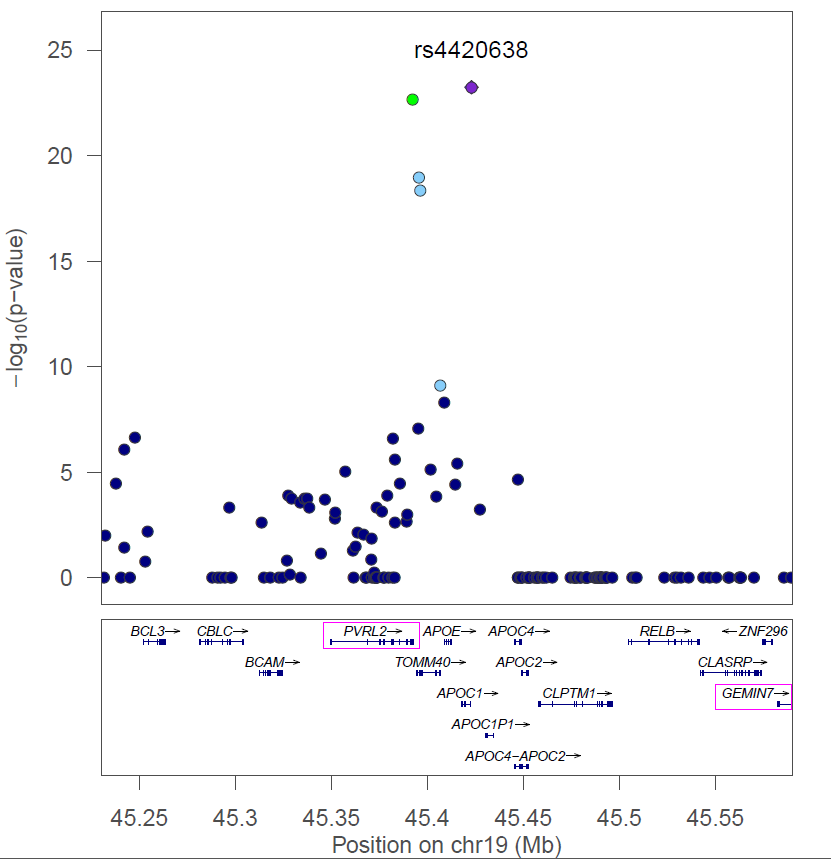 rs4420638
25
20
15
10
5
0
−log10(p−value)
BCL3→ CBLC→ PVRL2→ APOE→ APOC4→ RELB→ ←ZNF296
BCAM→ TOMM40→ APOC2→ CLASRP→
APOC1→ CLPTM1→ GEMIN7→
APOC1P1→
APOC4−APOC2→
45.25 45.3 45.35 45.4 45.45 45.5 45.55
Position on chr19 (Mb)